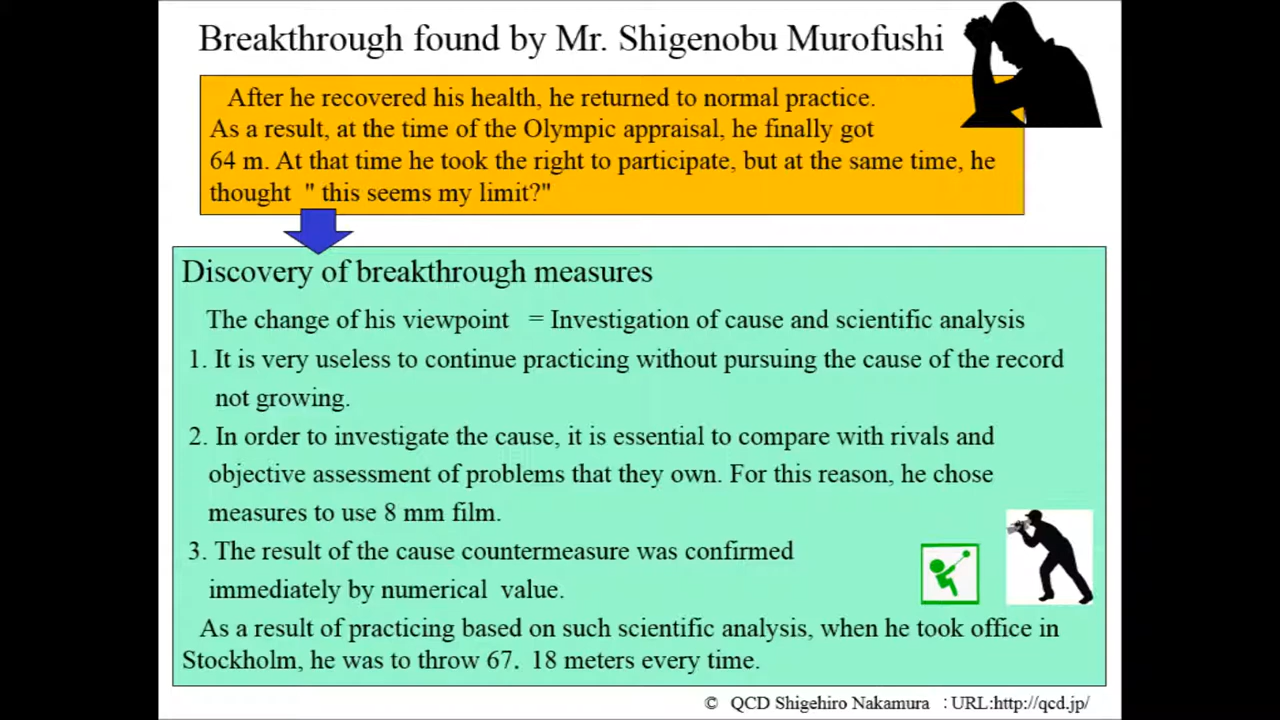 Breakthrough found by Mr. Shigenobu Murofushi
After he recovered his health, he returned to normal practice.
As a result, at the time of the Olympic appraisal, he finally got
64 m. At that time he took the right to participate, but at the same time, he
thought " this seems my limit?"
Discovery of breakthrough measures
The change of his viewpoint = Investigation of cause and scientific analysis
1. It is very useless to continue practicing without pursuing the cause of the record
not growing.
2. In order to investigate the cause, it is essential to compare with rivals and
objective assessment of problems that they own. For this reason, he chose
measures to use 8 mm film.
3. The result of the cause countermeasure was confirmed
immediately by numerical value.
As a result of practicing based on such scientific analysis, when he took office in
Stockholm, he was to throw 67. 18 meters every time.
© QCD Shigehiro Nakamura :URL:http://qcd.jp/